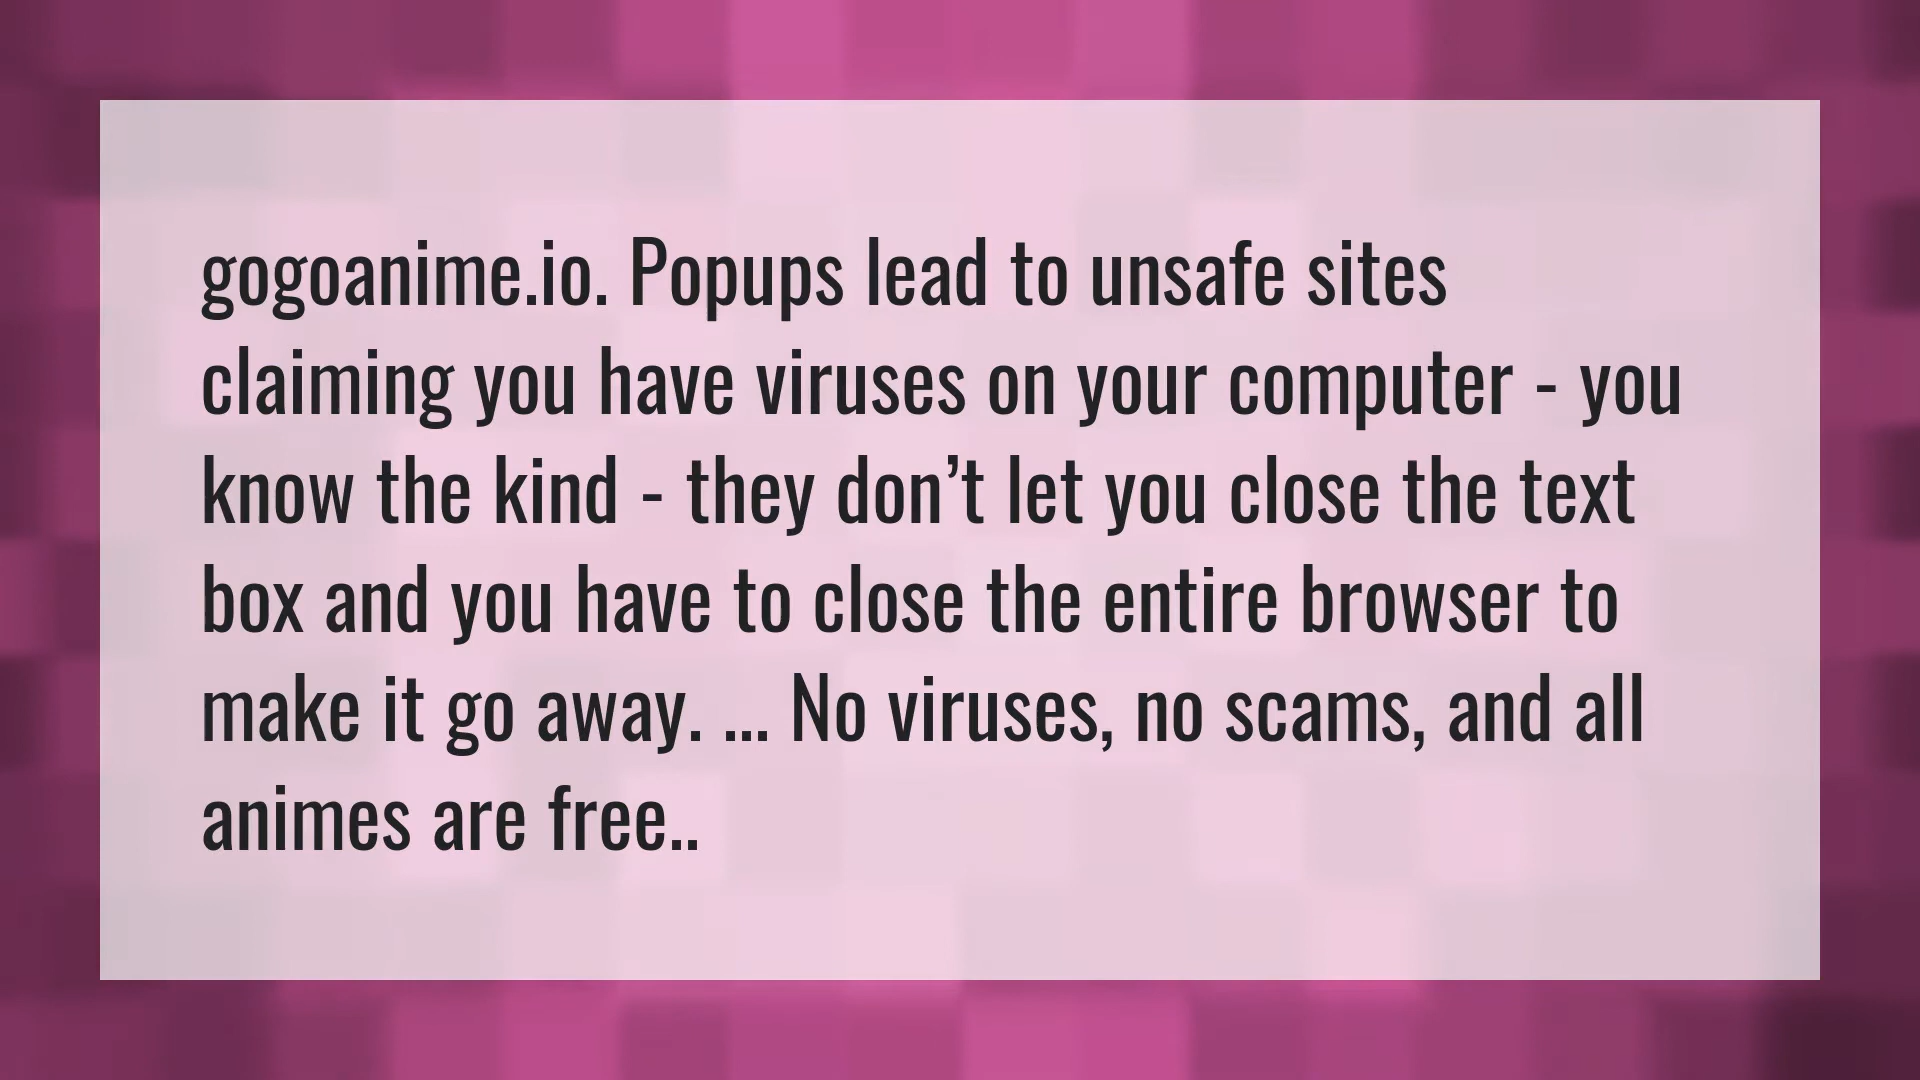 gogoanime.io. Popups lead to unsafe sites
claiming you have viruses on your computer - you
know the kind - they don’t let you close the text
box and you have to close the entire browser to
make it go away. ... No viruses, no scams, and all
animes are free..